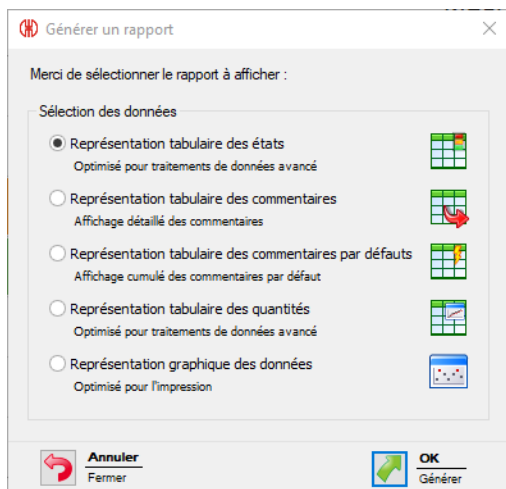 Générer un rapport
Merci de sélectionner le rapport à afficher :
Sélection des données
Représentation tabulaire des états
Optimisé pour traitements de données avancé
Représentation tabulaire des commentaires
Affichage détaillé des commentaires
Représentation tabulaire des commentaires par défauts
Affichage cumulé des commentaires par défaut
Représentation tabulaire des quantités
Optimisé pour traitements de données avancé
Représentation graphique des données
Optimisé pour l'impression
Annuler
Fermer
OK
Générer